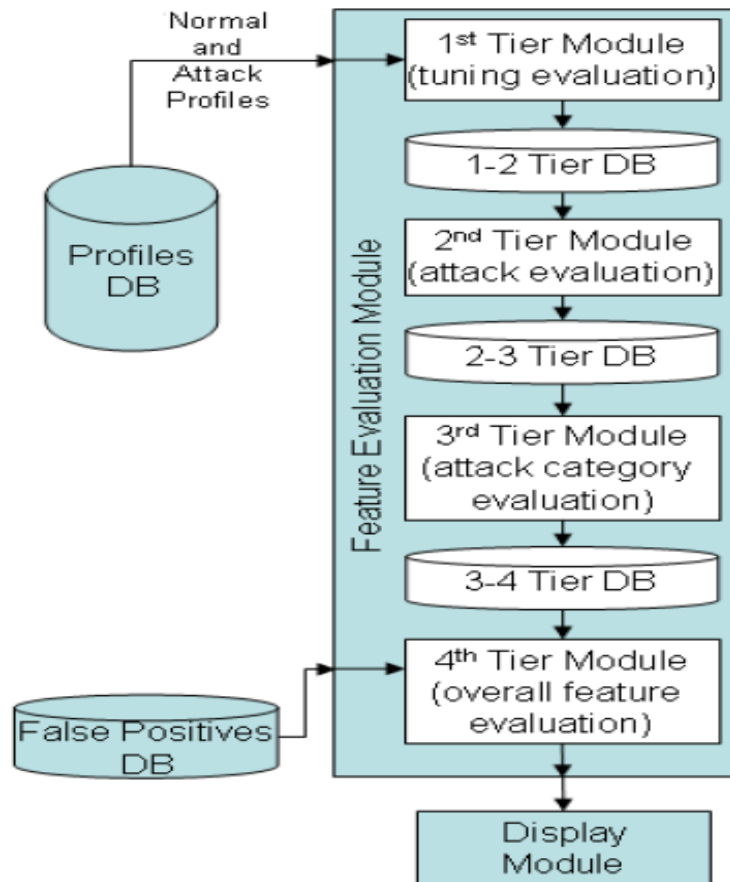 Normal
and
Attack
Profiles
Profiles
DB
Feature Evaluation Module
1st Tier Module
(tuning evaluation)
1-2 Tier DB
2nd Tier Module
(attack evaluation)
2-3 Tier DB
3rd Tier Module
(attack category
evaluation)
3-4 Tier DB
4th Tier Module
(overall feature
evaluation)
False Positives
DB
Display
Module